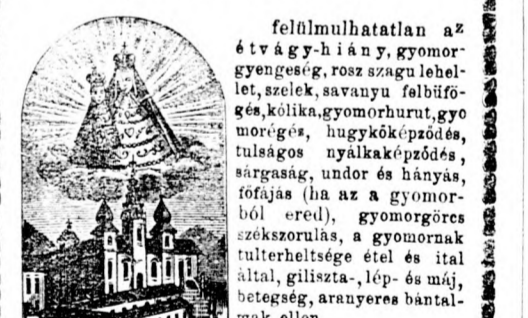 felülmulhatatlan az
étvágy-hiány, gyomor-
gyengeség, rosz szagu lehel-
let, szelek, savanyu felbüfö-
gés, kólika, gyomorhurut, gyo
morégés, hugykőképződés,
tulságos nyálkaképződés,
sárgaság, undor és hányás,
főfájás (ha az a gyomor-
ból ered), gyomorgörcs
székszorulás, a gyomornak
tulterheltsége étel és ital
által, giliszta-, lép- és máj,
betegség, aranyeres bántal-
mak ellen